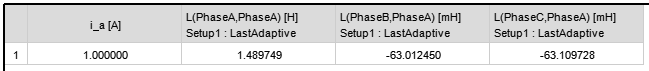 i_a [A] L(PhaseA,PhaseA) [H] L(PhaseB,PhaseA) [mH] L(PhaseC,PhaseA) [mH]
Setup1 : LastAdaptive Setup1 : LastAdaptive Setup1 : LastAdaptive
1 1.000000 1.489749 -63.012450 -63.109728